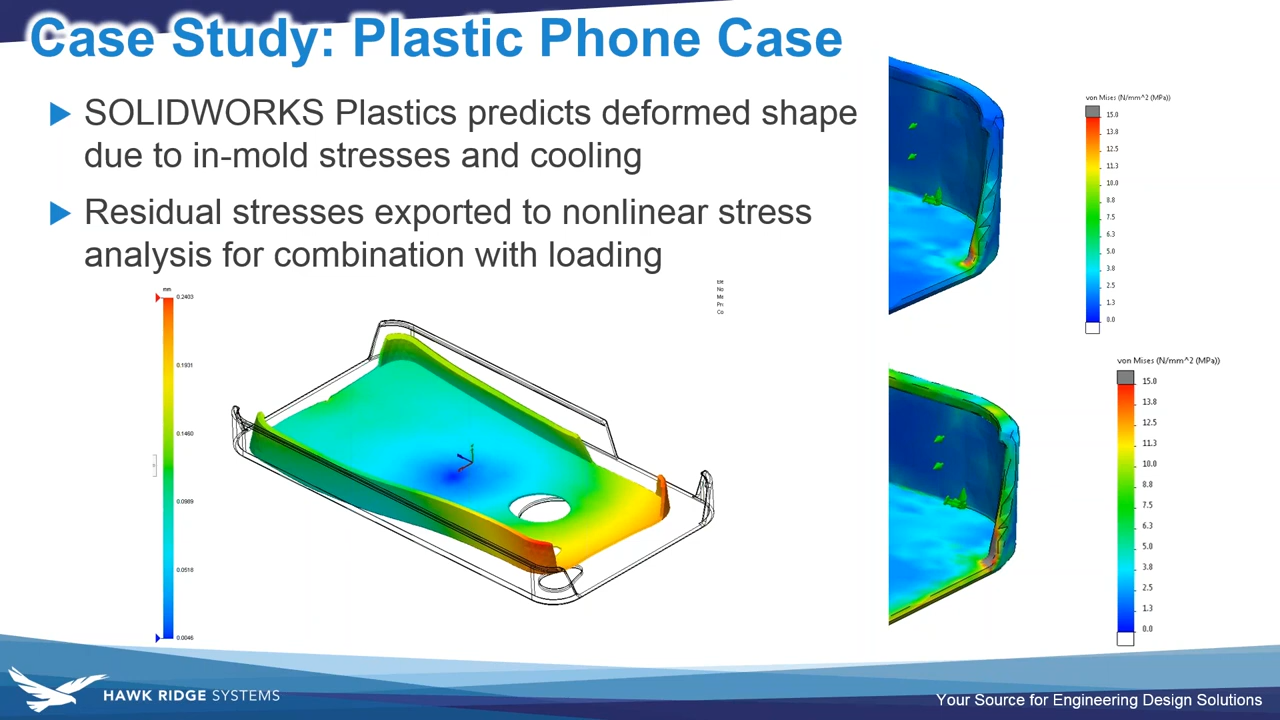 Case Study: Plastic Phone Case
SOLIDWORKS Plastics predicts deformed shape
due to in-mold stresses and cooling
Residual stresses exported to nonlinear stress
analysis for combination with loading
mm
0.2403
0.1931
0.1460
0.0989
0.0518
0.0046
Ele
No
Me
Pr
Co
von Mises (N/mm^2 (MPa))
15.0
13.8
12.5
11.3
10.0
8.8
7.5
6.3
5.0
3.8
2.5
1.3
0.0
von Mises (N/mm^2 (MPa))
15.0
13.8
12.5
11.3
10.0
8.8
7.5
6.3
5.0
3.8
2.5
1.3
0.0
HAWK RIDGE SYSTEMS
Your Source for Engineering Design Solutions